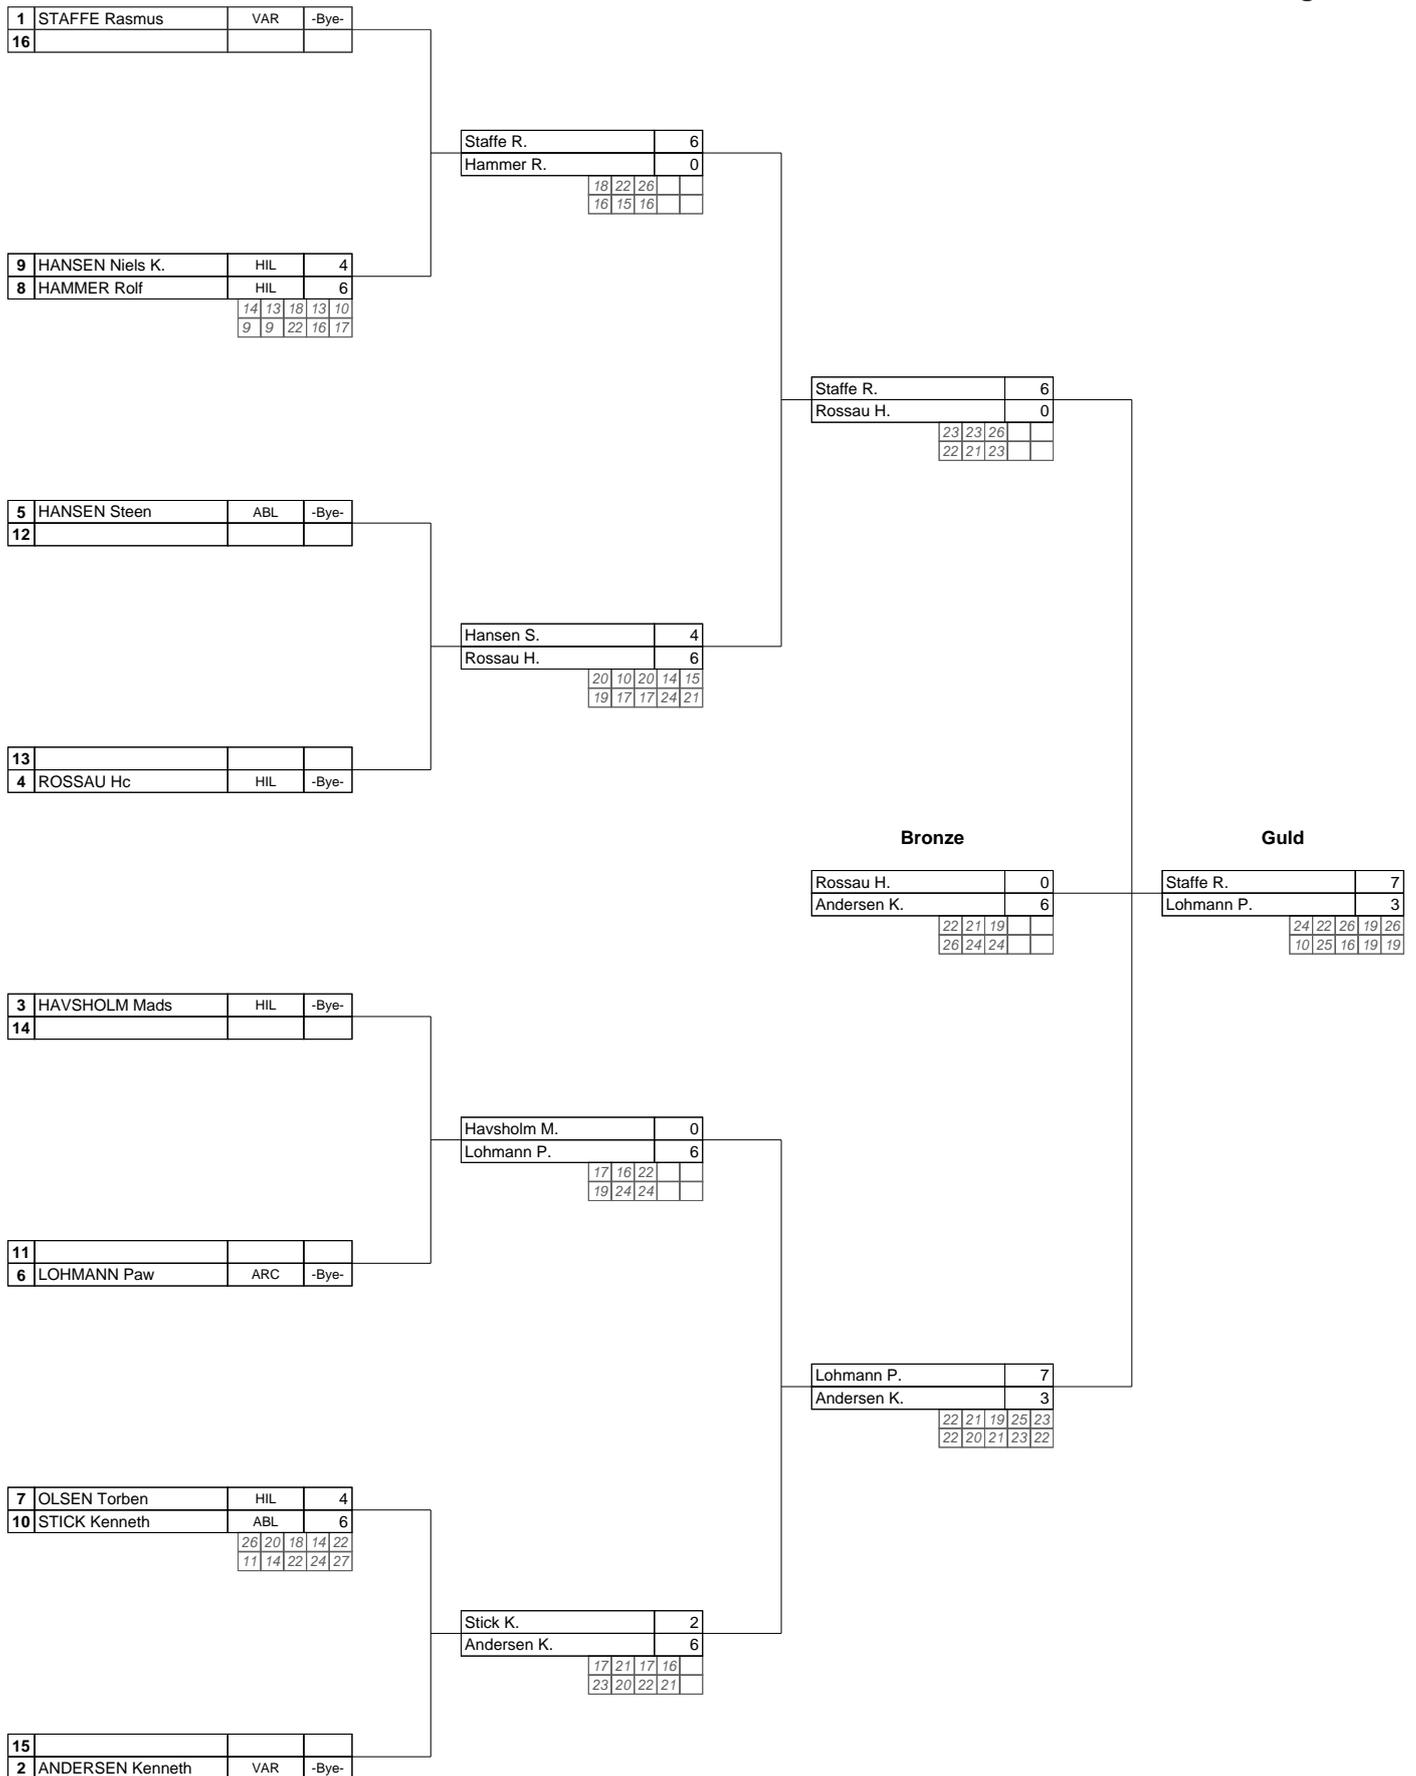 1 STAFFE Rasmus VAR -Bye-
16
Staffe R. 6
Hammer R. 0
18 22 26
16 15 16
9 HANSEN Niels K. HIL 4
8 HAMMER Rolf HIL 6
14 13 18 13 10
9 9 22 16 17
Staffe R. 6
Rossau H. 0
23 23 26
22 21 23
5 HANSEN Steen ABL -Bye-
12
Hansen S. 4
Rossau H. 6
20 10 20 14 15
19 17 17 24 21
13
4 ROSSAU Hc HIL -Bye-
Bronze Guld
Rossau H. 0 Staffe R. 7
Andersen K. 6 Lohmann P. 3
22 21 19 24 22 26 19 26
26 24 24 10 25 16 19 19
3 HAVSHOLM Mads HIL -Bye-
14
Havsholm M. 0
Lohmann P. 6
17 16 22
19 24 24
11
6 LOHMANN Paw ARC -Bye-
Lohmann P. 7
Andersen K. 3
22 21 19 25 23
22 20 21 23 22
7 OLSEN Torben HIL 4
10 STICK Kenneth ABL 6
26 20 18 14 22
11 14 22 24 27
Stick K. 2
Andersen K. 6
17 21 17 16
23 20 22 21
15
2 ANDERSEN Kenneth VAR -Bye-